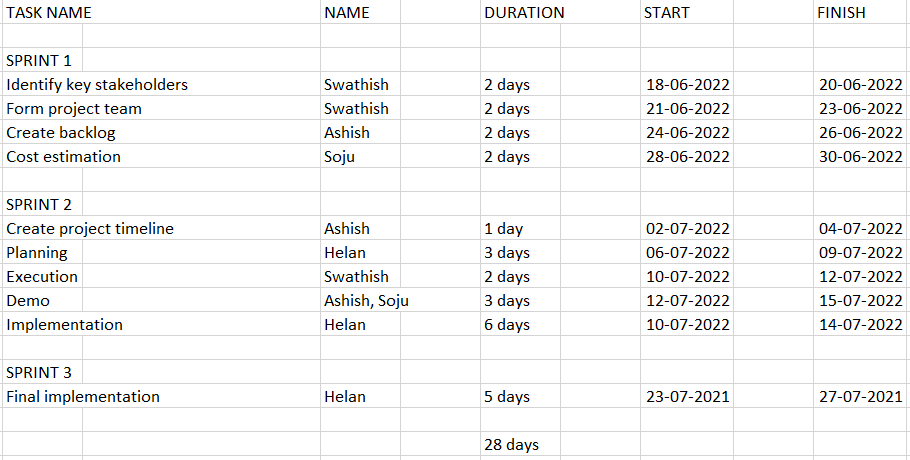 TASK NAME NAME DURATION START FINISH
SPRINT 1
Identify key stakeholders Swathish 2 days 18-06-2022 20-06-2022
Form project team Swathish 2 days 21-06-2022 23-06-2022
Create backlog Ashish 2 days 24-06-2022 26-06-2022
Cost estimation Soju 2 days 28-06-2022 30-06-2022
SPRINT 2
Create project timeline Ashish 1 day 02-07-2022 04-07-2022
Planning Helan 3 days 06-07-2022 09-07-2022
Execution Swathish 2 days 10-07-2022 12-07-2022
Demo Ashish, Soju 3 days 12-07-2022 15-07-2022
Implementation Helan 6 days 10-07-2022 14-07-2022
SPRINT 3
Final implementation Helan 5 days 23-07-2021 27-07-2021
28 days